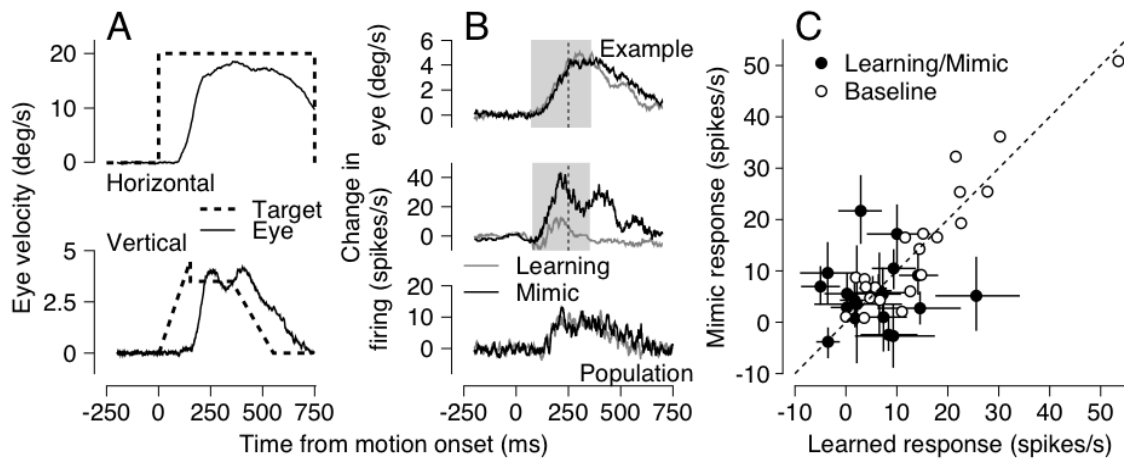 A
B
C
Eye velocity (deg/s)
20
10
0
Horizontal
Target
Eye
Vertical
5
2.5
0
-250
0
250
500
750
Time from motion onset (ms)
eye (deg/s)
6
4
2
0
Example
Change in
firing (spikes/s)
40
20
0
Learning
Mimic
20
10
0
Population
-250
0
250
500
750
Mimic response (spikes/s)
50
40
30
20
10
0
-10
Learning/Mimic
Baseline
-10
0
10
20
30
40
50
Learned response (spikes/s)